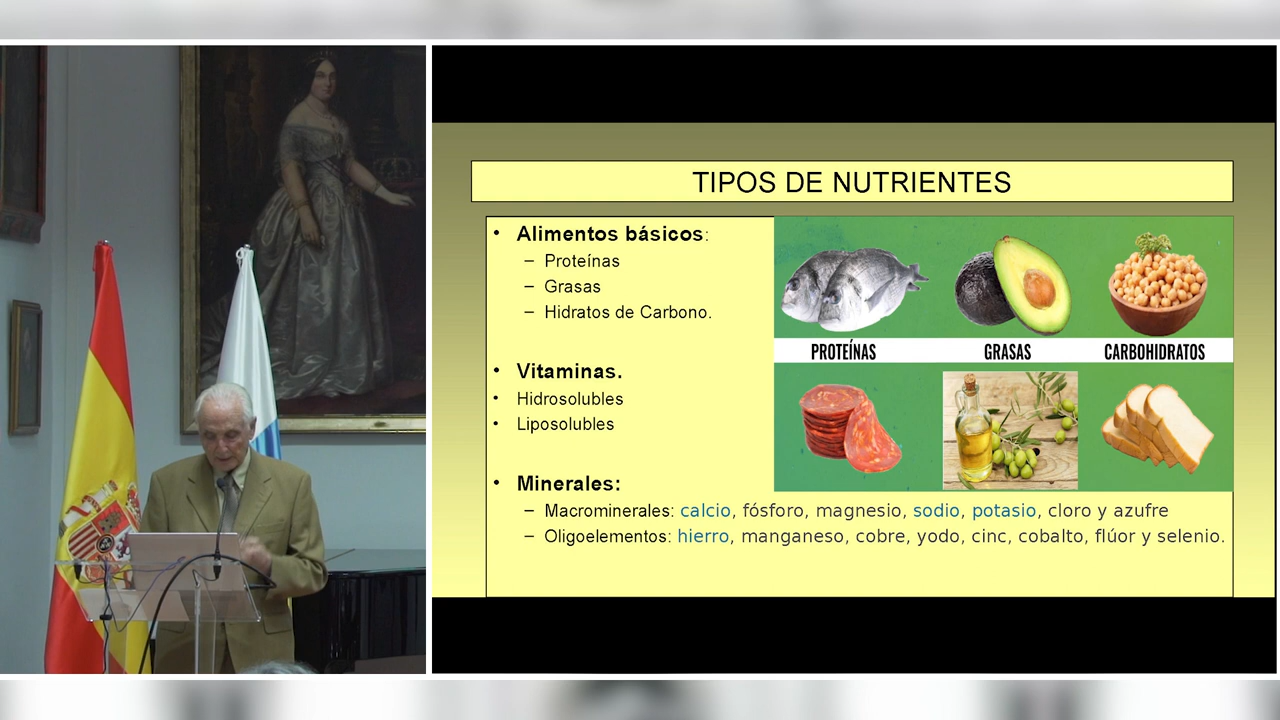 TIPOS DE NUTRIENTES
• Alimentos básicos:
– Proteínas
– Grasas
– Hidratos de Carbono.
• Vitaminas.
• Hidrosolubles
• Liposolubles
• Minerales:
– Macrominerales: calcio, fósforo, magnesio, sodio, potasio, cloro y azufre
– Oligoelementos: hierro, manganeso, cobre, yodo, cinc, cobalto, flúor y selenio.
PROTEÍNAS
GRASAS
CARBOHIDRATOS